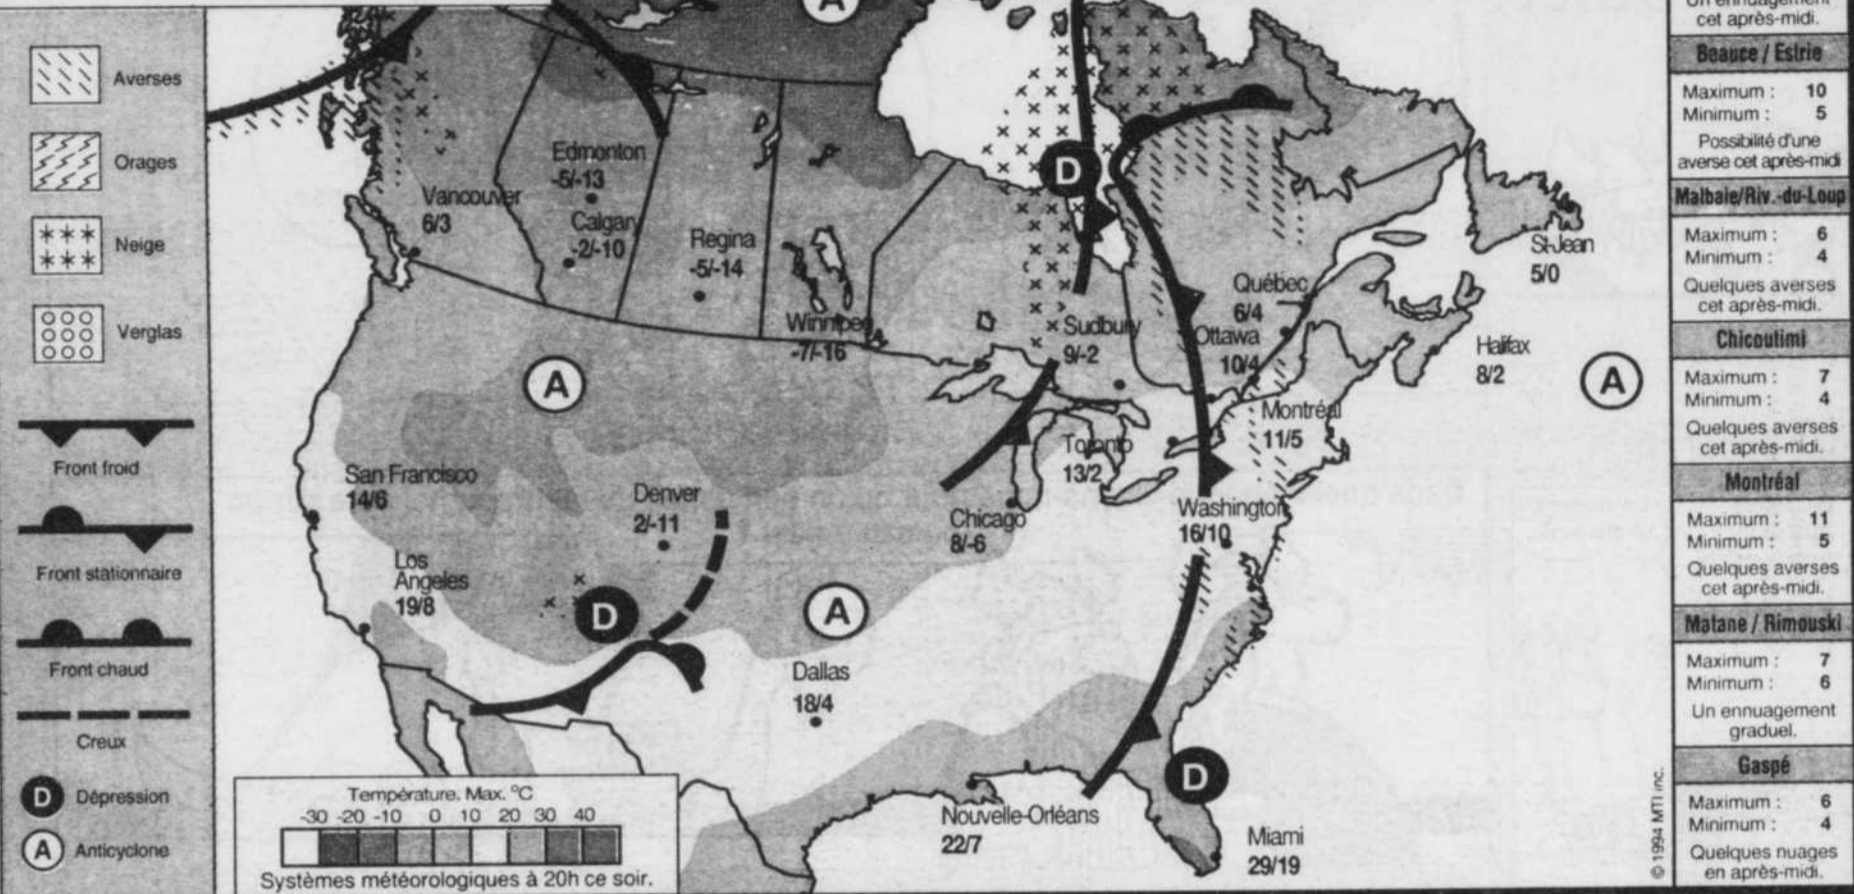 Averses
Orages
Neige
Verglas
Front froid
Front stationnaire
Front chaud
Creux
D Dépression
A Anticyclone
A
Edmonton
-5/-13
Vancouver
6/3
Calgary
-2/-10
Regina
-5/-14
Winnipeg
-7/-16
D
St-Jean
5/0
Québec
6/4
Sudbury
9/-2
Ottawa
10/4
Halifax
8/2
A
A
Montréal
11/5
Toronto
13/2
San Francisco
14/6
Denver
2/-11
Chicago
8/-6
Washington
16/10
Los
Angeles
19/8
D
A
Dallas
18/4
D
Nouvelle-Orléans
22/7
Miami
29/19
Température. Max. °C
-30 -20 -10 0 10 20 30 40
Systèmes météorologiques à 20h ce soir.
© 1994 MTI inc.
Un ennuagement
cet après-midi.
Beauce / Estrie
Maximum : 10
Minimum : 5
Possibilité d'une
averse cet après-midi
Malbaie/Riv.-du-Loup
Maximum : 6
Minimum : 4
Quelques averses
cet après-midi.
Chicoutimi
Maximum : 7
Minimum : 4
Quelques averses
cet après-midi.
Montréal
Maximum : 11
Minimum : 5
Quelques averses
cet après-midi.
Matane / Rimouski
Maximum : 7
Minimum : 6
Un ennuagement
graduel.
Gaspé
Maximum : 6
Minimum : 4
Quelques nuages
en après-midi.